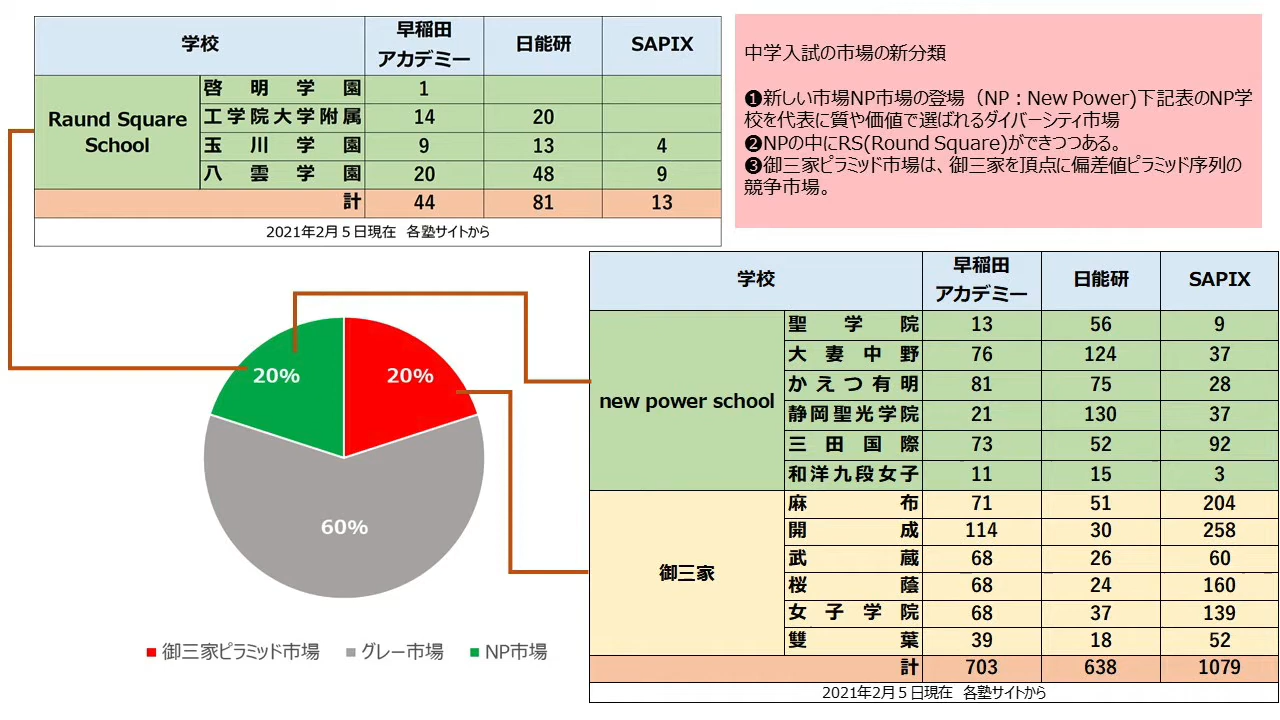 学校 早稲田アカデミー 日能研 SAPIX
Raund Square School
啓明学園 1
工学院大学附属 14 20
玉川学園 9 13 4
八雲学園 20 48 9
計 44 81 13
2021年2月５日現在 各塾サイトから
中学入試の市場の新分類
❶新しい市場NP市場の登場（NP：New Power)下記表のNP学
校を代表に質や価値で選ばれるダイバーシティ市場
❷NPの中にRS(Round Square)ができつつある。
❸御三家ピラミッド市場は、御三家を頂点に偏差値ピラミッド序列の
競争市場。
学校 早稲田アカデミー 日能研 SAPIX
new power school
聖学院 13 56 9
大妻中野 76 124 37
かえつ有明 81 75 28
静岡聖光学院 21 130 37
三田国際 73 52 92
和洋九段女子 11 15 3
御三家
麻布 71 51 204
開成 114 30 258
武蔵 68 26 60
桜蔭 68 24 160
女子学院 68 37 139
雙葉 39 18 52
計 703 638 1079
2021年2月５日現在 各塾サイトから
20%
20%
60%
御三家ピラミッド市場 グレー市場 NP市場